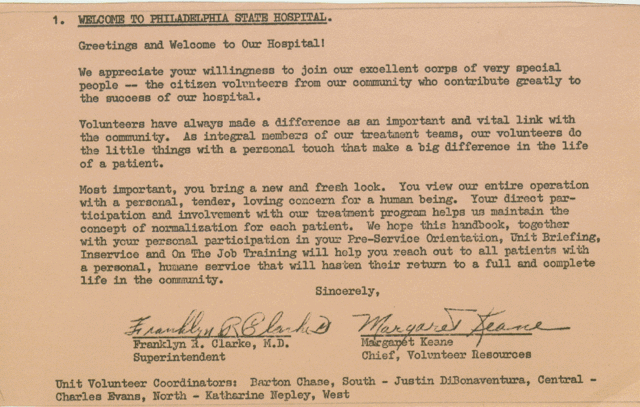 1. WELCOME TO PHILADELPHIA STATE HOSPITAL.
Greetings and Welcome to Our Hospital!
We appreciate your willingness to join our excellent corps of very special
people -- the citizen volunteers from our community who contribute greatly to
the success of our hospital.
Volunteers have always made a difference as an important and vital link with
the community. As integral members of our treatment teams, our volunteers do
the little things with a personal touch that make a big difference in the life
of a patient.
Most important, you bring a new and fresh look. You view our entire operation
with a personal, tender, loving concern for a human being. Your direct par-
ticipation and involvement with our treatment program helps us maintain the
concept of normalization for each patient. We hope this handbook, together
with your personal participation in your Pre-Service Orientation, Unit Briefing,
Inservice and On The Job Training will help you reach out to all patients with
a personal, humane service that will hasten their return to a full and complete
life in the community.
Sincerely,
Franklyn R. Clarke MD Margaret Keane
Franklyn R. Clarke, M.D. Margaret Keane
Superintendent Chief, Volunteer Resources
Unit Volunteer Coordinators: Barton Chase, South - Justin DiBonaventura, Central -
Charles Evans, North - Katharine Nepley, West